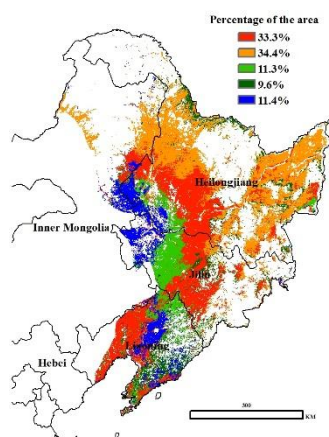 Percentage of the area
33.3%
34.4%
11.3%
9.6%
11.4%
Heilongjiang
Inner Mongolia
Jilin
Liaoning
Hebei
300
KM